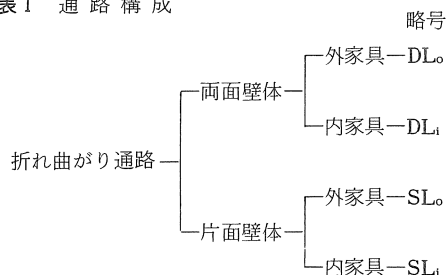 表1 通路構成
略号
外家具 DLo
両面壁体
内家具 DLi
折れ曲がり通路
外家具 SLo
片面壁体
内家具 SLi